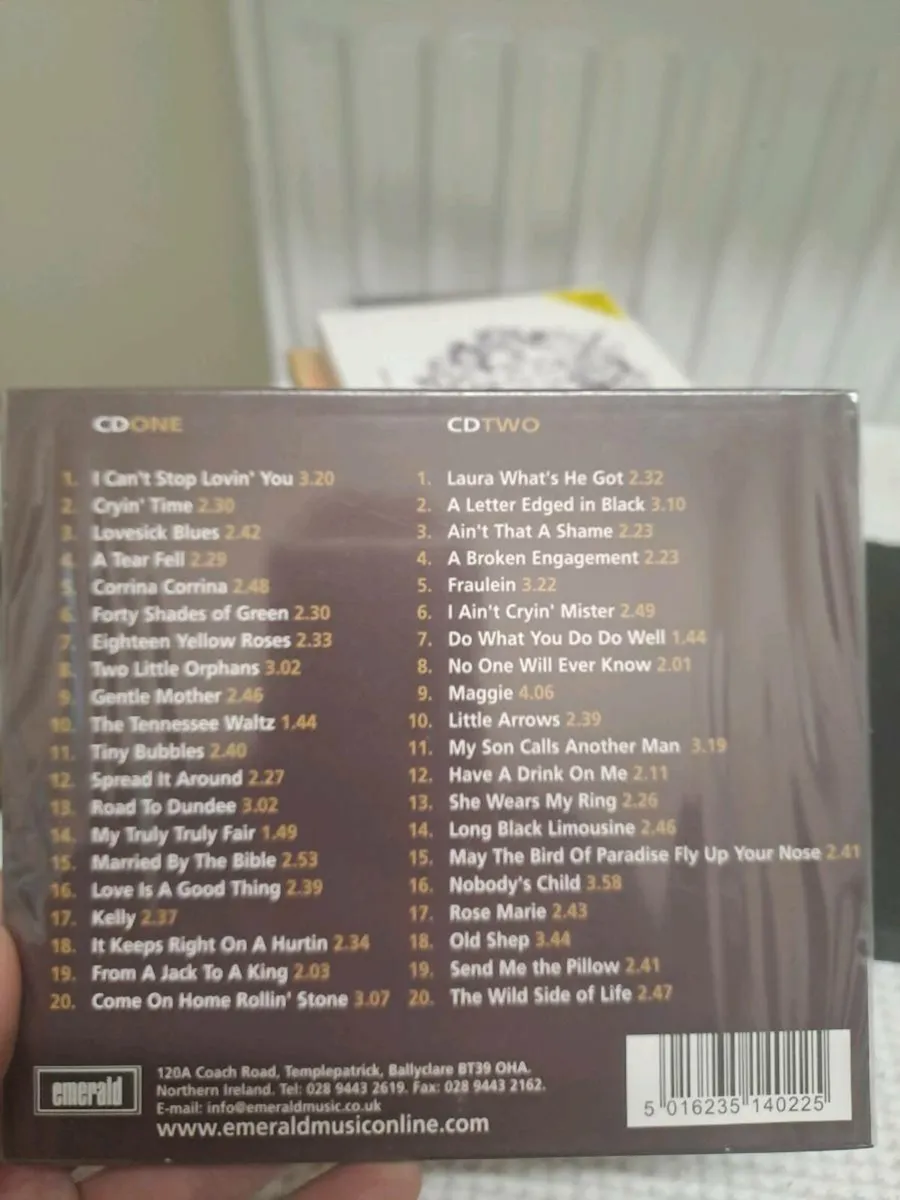 CDONE
1. I Can't Stop Lovin' You 3.20
2. Cryin' Time 2.30
3. Lovesick Blues 2.42
4. A Tear Fell 2.29
5. Corrina Corrina 2.48
6. Forty Shades of Green 2.30
7. Eighteen Yellow Roses 2.33
8. Two Little Orphans 3.02
9. Gentle Mother 2.46
10. The Tennessee Waltz 1.44
11. Tiny Bubbles 2.40
12. Spread It Around 2.27
13. Road To Dundee 3.02
14. My Truly Truly Fair 1.49
15. Married By The Bible 2.53
16. Love Is A Good Thing 2.39
17. Kelly 2.37
18. It Keeps Right On A Hurtin 2.34
19. From A Jack To A King 2.03
20. Come On Home Rollin' Stone 3.07
CDTWO
1. Laura What's He Got 2.32
2. A Letter Edged in Black 3.10
3. Ain't That A Shame 2.23
4. A Broken Engagement 2.23
5. Fraulein 3.22
6. I Ain't Cryin' Mister 2.49
7. Do What You Do Do Well 1.44
8. No One Will Ever Know 2.01
9. Maggie 4.06
10. Little Arrows 2.39
11. My Son Calls Another Man 3.19
12. Have A Drink On Me 2.11
13. She Wears My Ring 2.26
14. Long Black Limousine 2.46
15. May The Bird Of Paradise Fly Up Your Nose 2.41
16. Nobody's Child 3.58
17. Rose Marie 2.43
18. Old Shep 3.44
19. Send Me the Pillow 2.41
20. The Wild Side of Life 2.47
emerald
120A Coach Road, Templepatrick, Ballyclare BT39 OHA.
Northern Ireland. Tel: 028 9443 2619. Fax: 028 9443 2162.
E-mail: info@emeraldmusic.co.uk
www.emeraldmusiconline.com
5 016235 140225